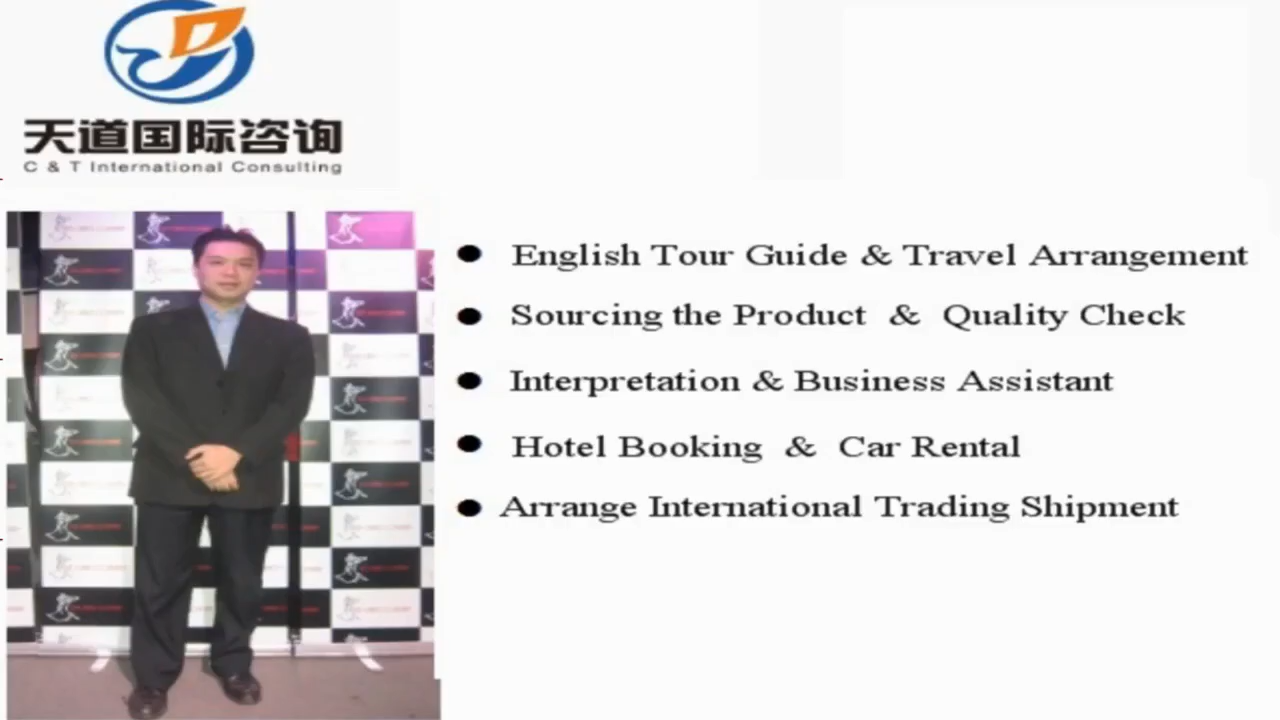 天道国际咨询
C & T International Consulting
English Tour Guide & Travel Arrangement
Sourcing the Product & Quality Check
Interpretation & Business Assistant
Hotel Booking & Car Rental
Arrange International Trading Shipment